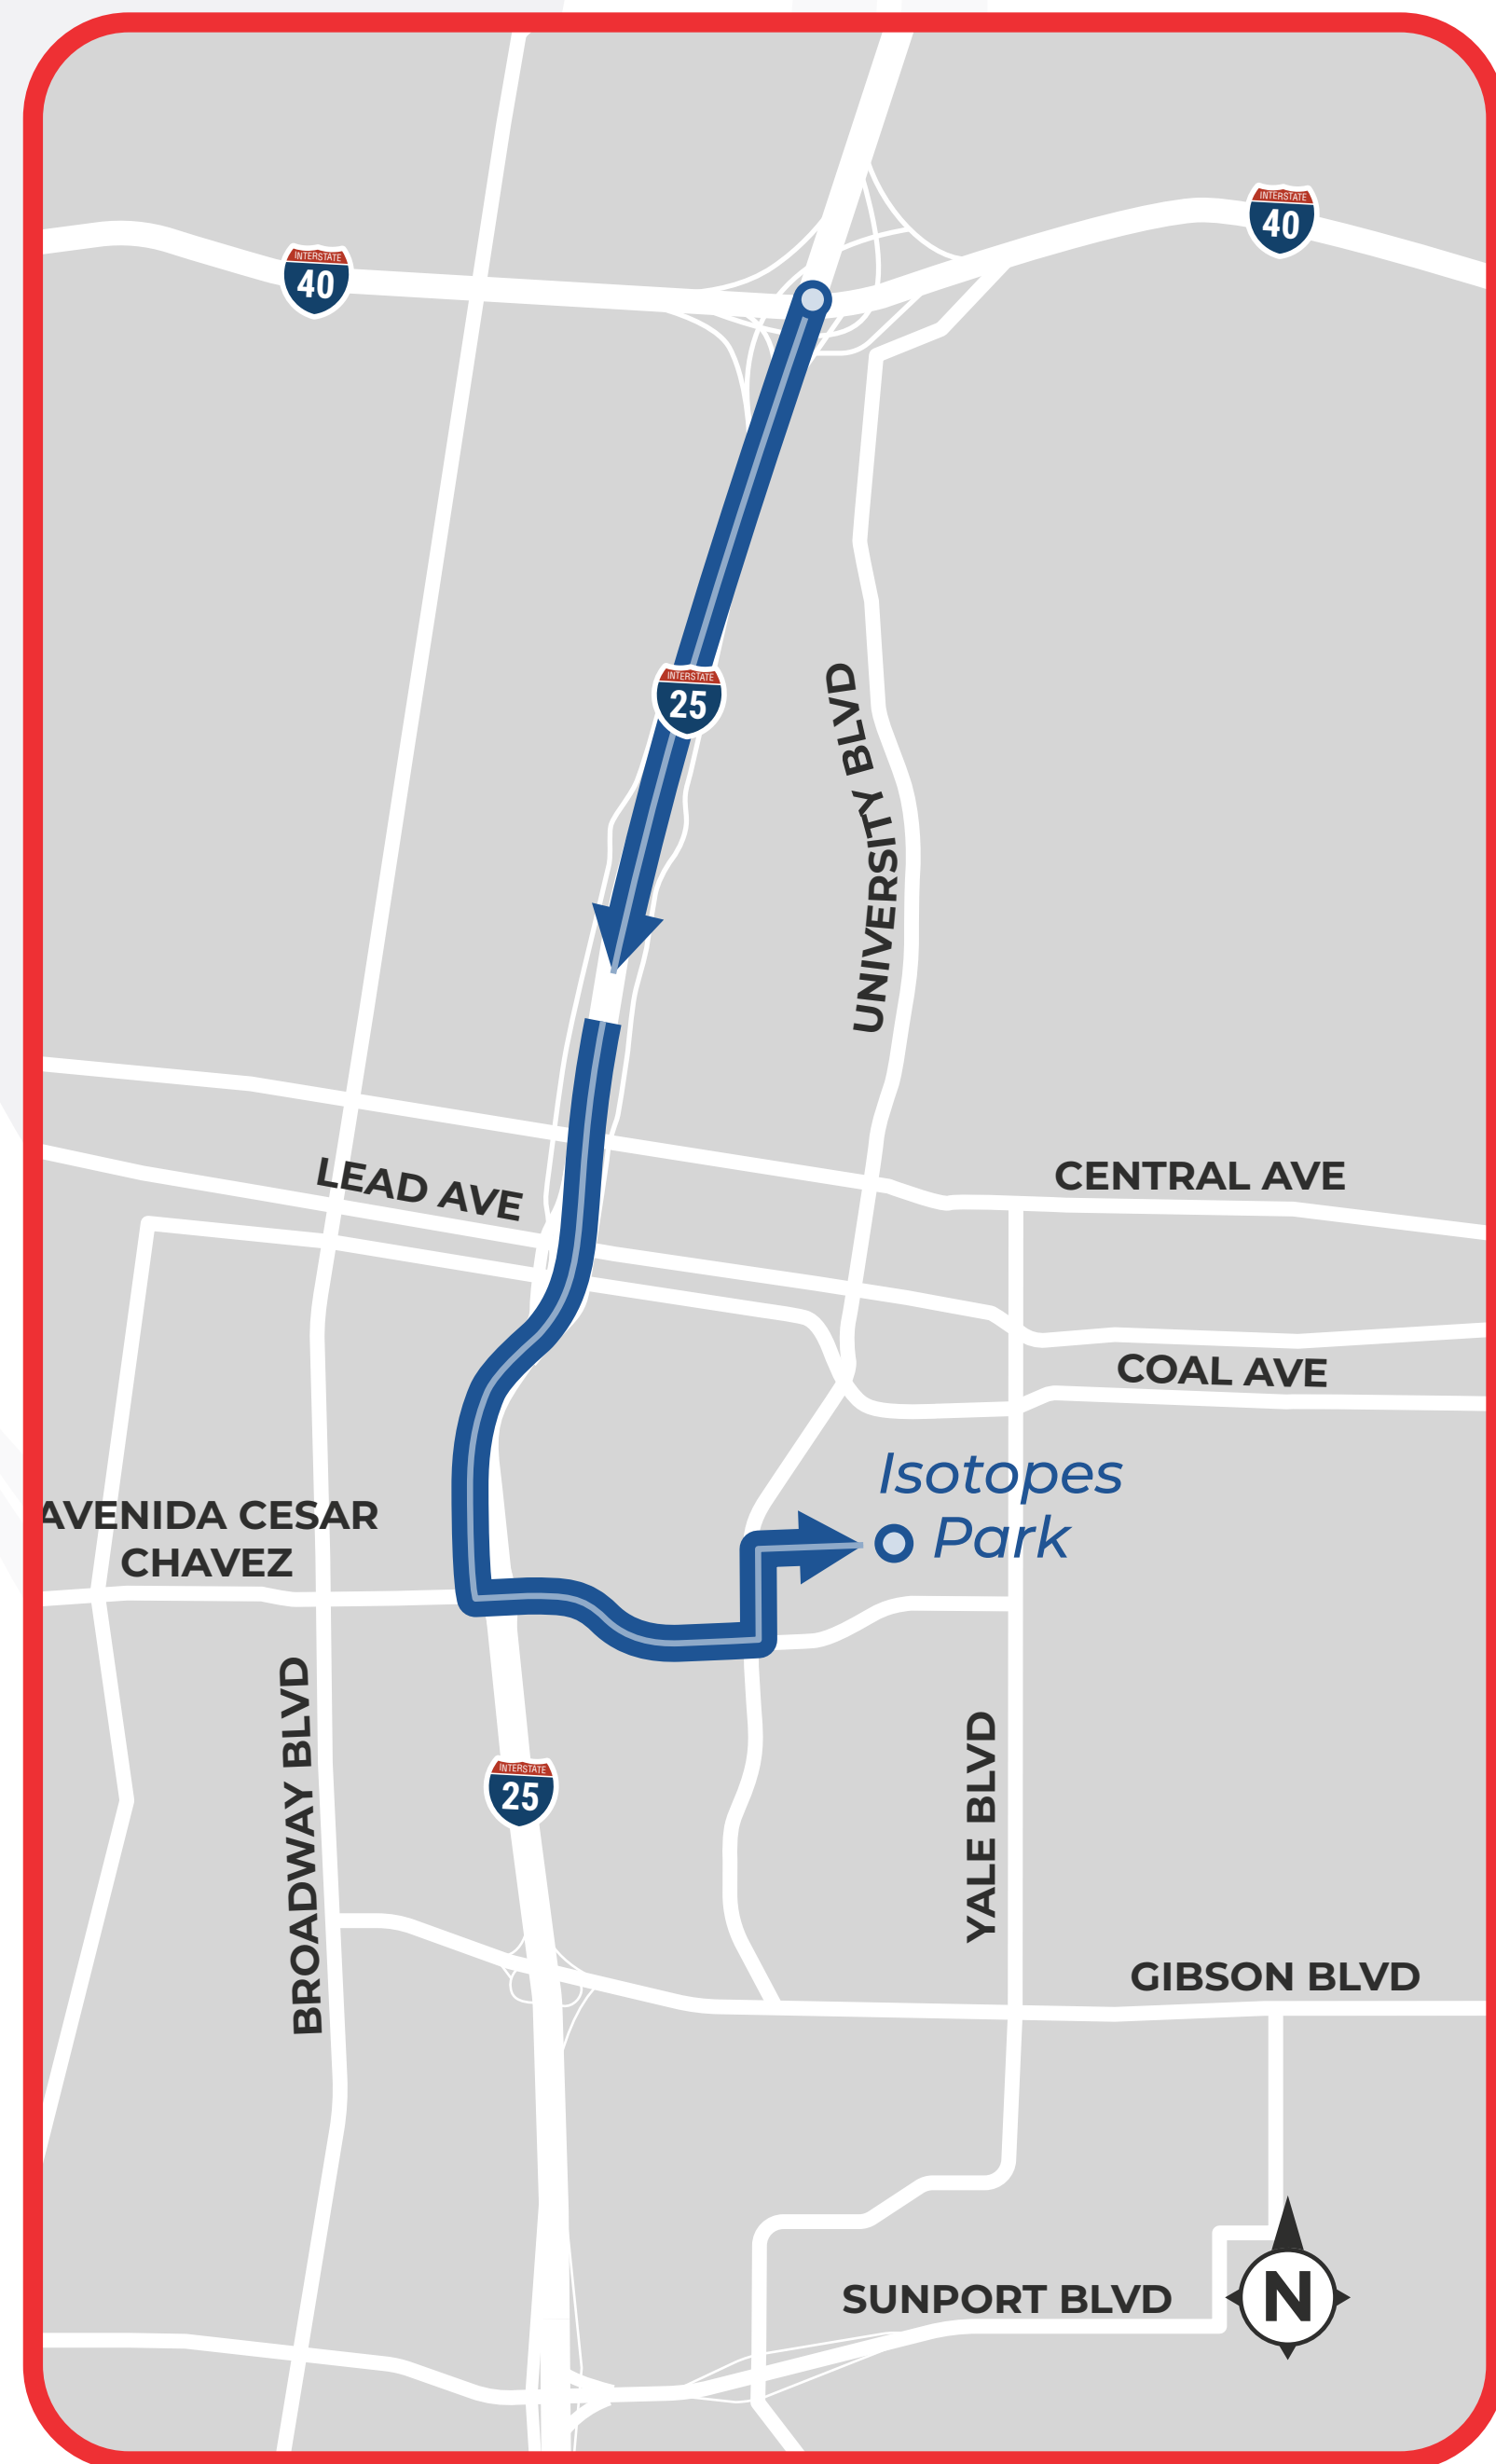 INTERSTATE
40
INTERSTATE
40
INTERSTATE
25
UNIVERSITY BLVD
LEAD AVE
CENTRAL AVE
COAL AVE
Isotopes
Park
AVENIDA CESAR
CHAVEZ
BROADWAY BLVD
YALE BLVD
INTERSTATE
25
GIBSON BLVD
SUNPORT BLVD
N